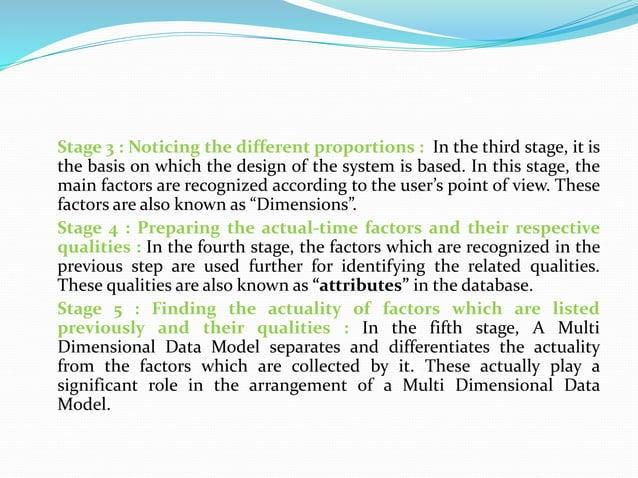 Stage 3 : Noticing the different proportions : In the third stage, it is
the basis on which the design of the system is based. In this stage, the
main factors are recognized according to the user’s point of view. These
factors are also known as “Dimensions”.
Stage 4 : Preparing the actual-time factors and their respective
qualities : In the fourth stage, the factors which are recognized in the
previous step are used further for identifying the related qualities.
These qualities are also known as “attributes” in the database.
Stage 5 : Finding the actuality of factors which are listed
previously and their qualities : In the fifth stage, A Multi
Dimensional Data Model separates and differentiates the actuality
from the factors which are collected by it. These actually play a
significant role in the arrangement of a Multi Dimensional Data
Model.